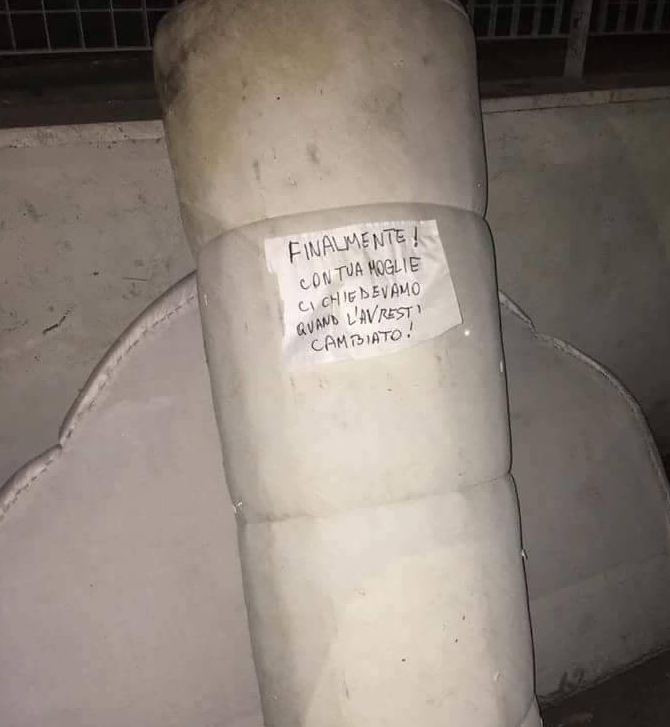 FINALMENTE!
CON TUA MOGLIE
CI CHIEDEVAMO
QUAND L'AVRESTI
CAMBIATO!